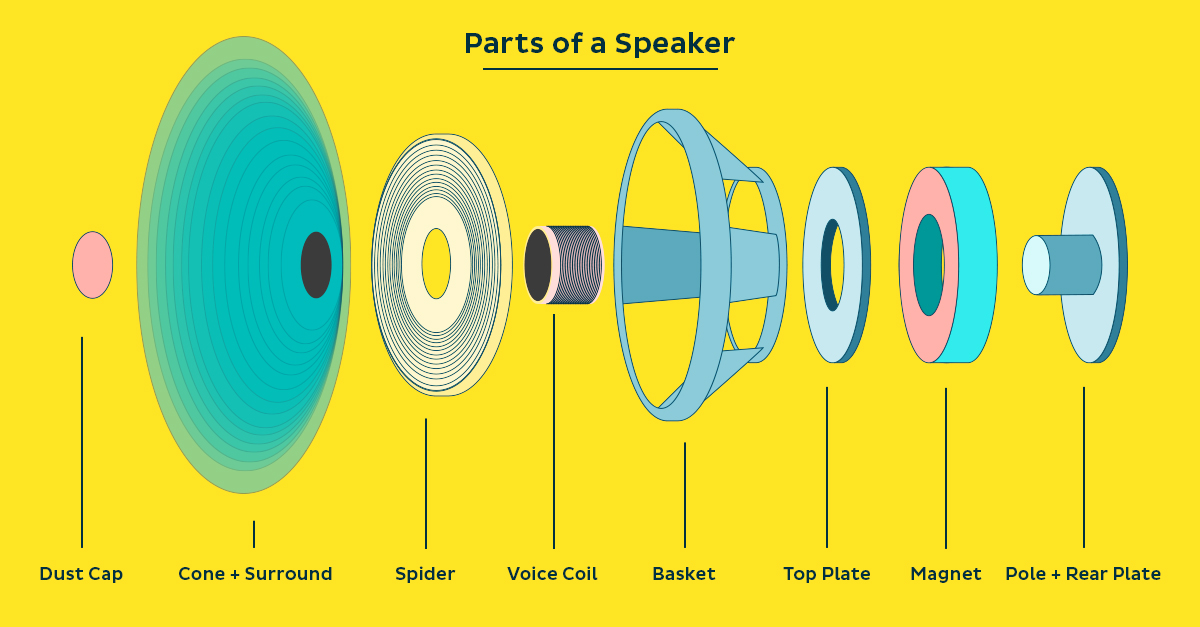 Parts of a Speaker
Dust Cap
Cone + Surround
Spider
Voice Coil
Basket
Top Plate
Magnet
Pole + Rear Plate